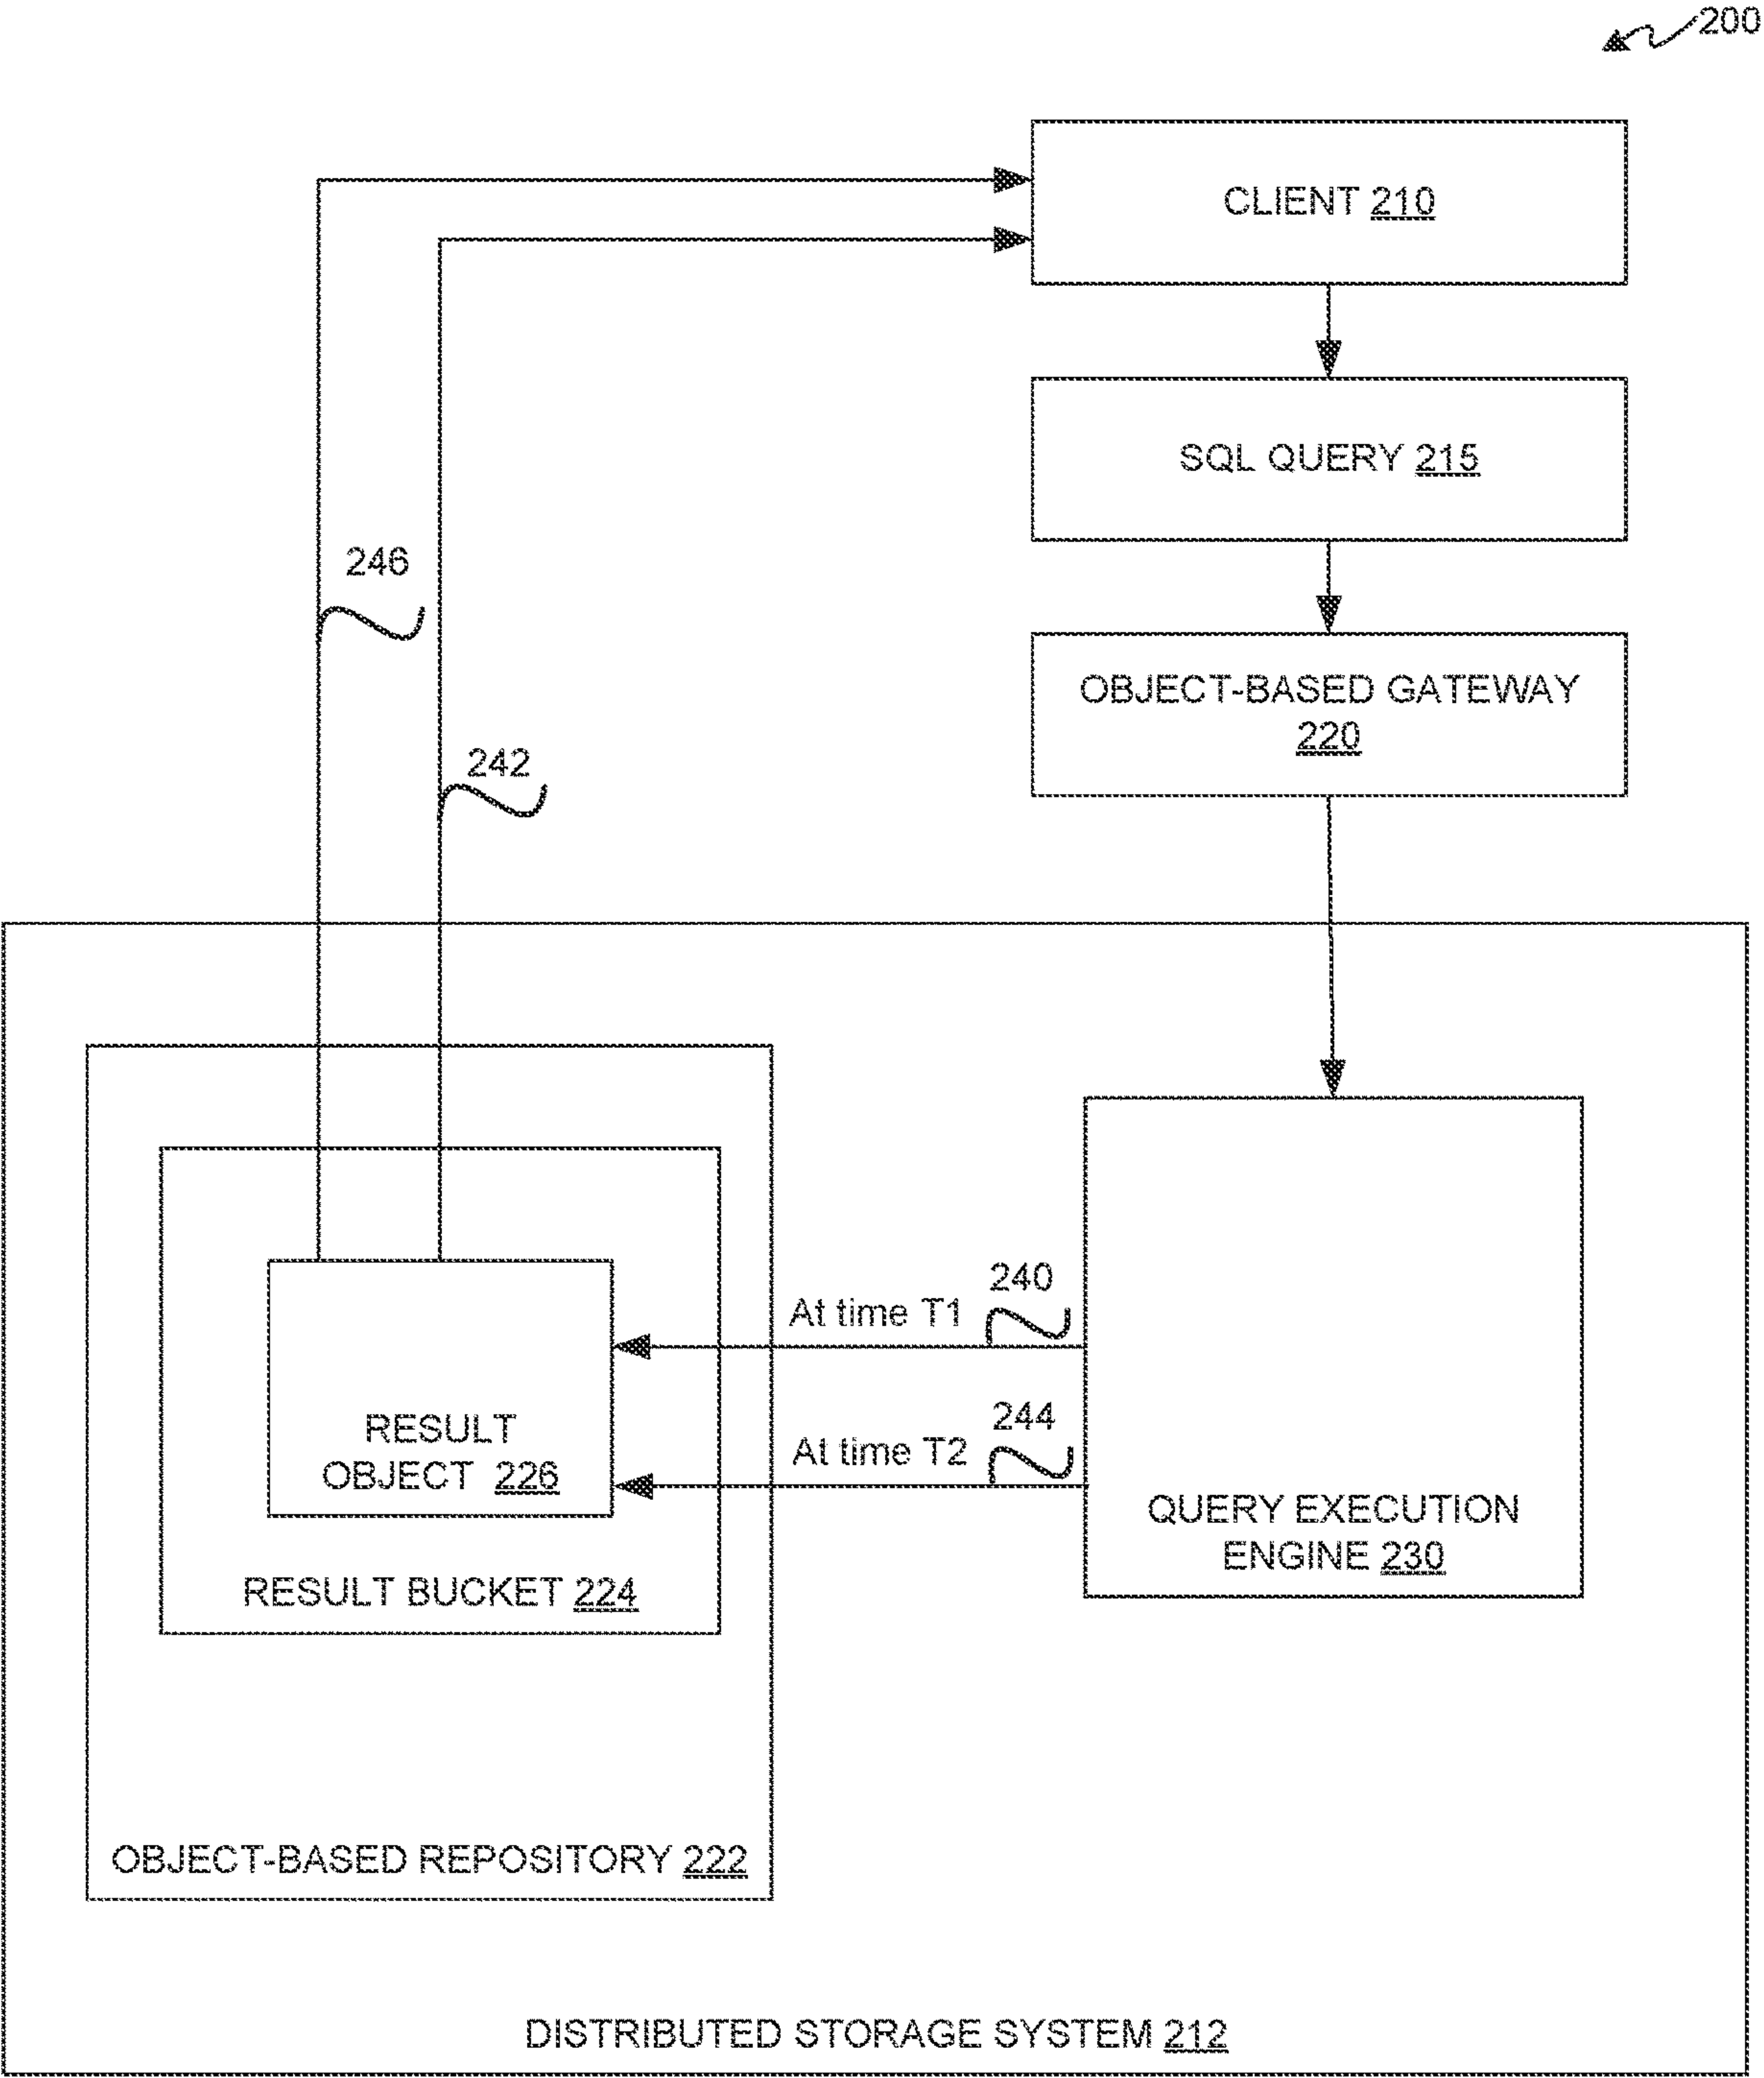 200
CLIENT 210
SQL QUERY 215
246
OBJECT-BASED GATEWAY
220
242
240
At time T1
244
At time T2
RESULT
OBJECT 226
QUERY EXECUTION
ENGINE 230
RESULT BUCKET 224
OBJECT-BASED REPOSITORY 222
DISTRIBUTED STORAGE SYSTEM 212